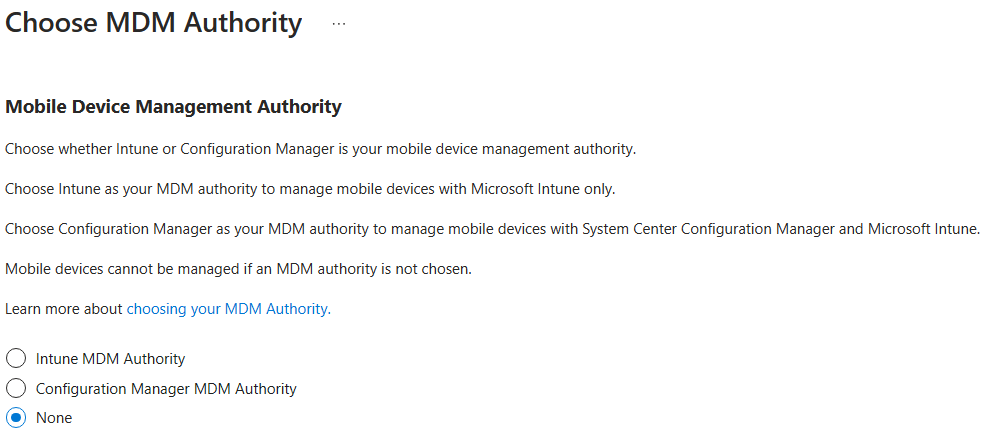 Choose MDM Authority ...
Mobile Device Management Authority
Choose whether Intune or Configuration Manager is your mobile device management authority.
Choose Intune as your MDM authority to manage mobile devices with Microsoft Intune only.
Choose Configuration Manager as your MDM authority to manage mobile devices with System Center Configuration Manager and Microsoft Intune.
Mobile devices cannot be managed if an MDM authority is not chosen.
Learn more about choosing your MDM Authority.
Intune MDM Authority
Configuration Manager MDM Authority
None